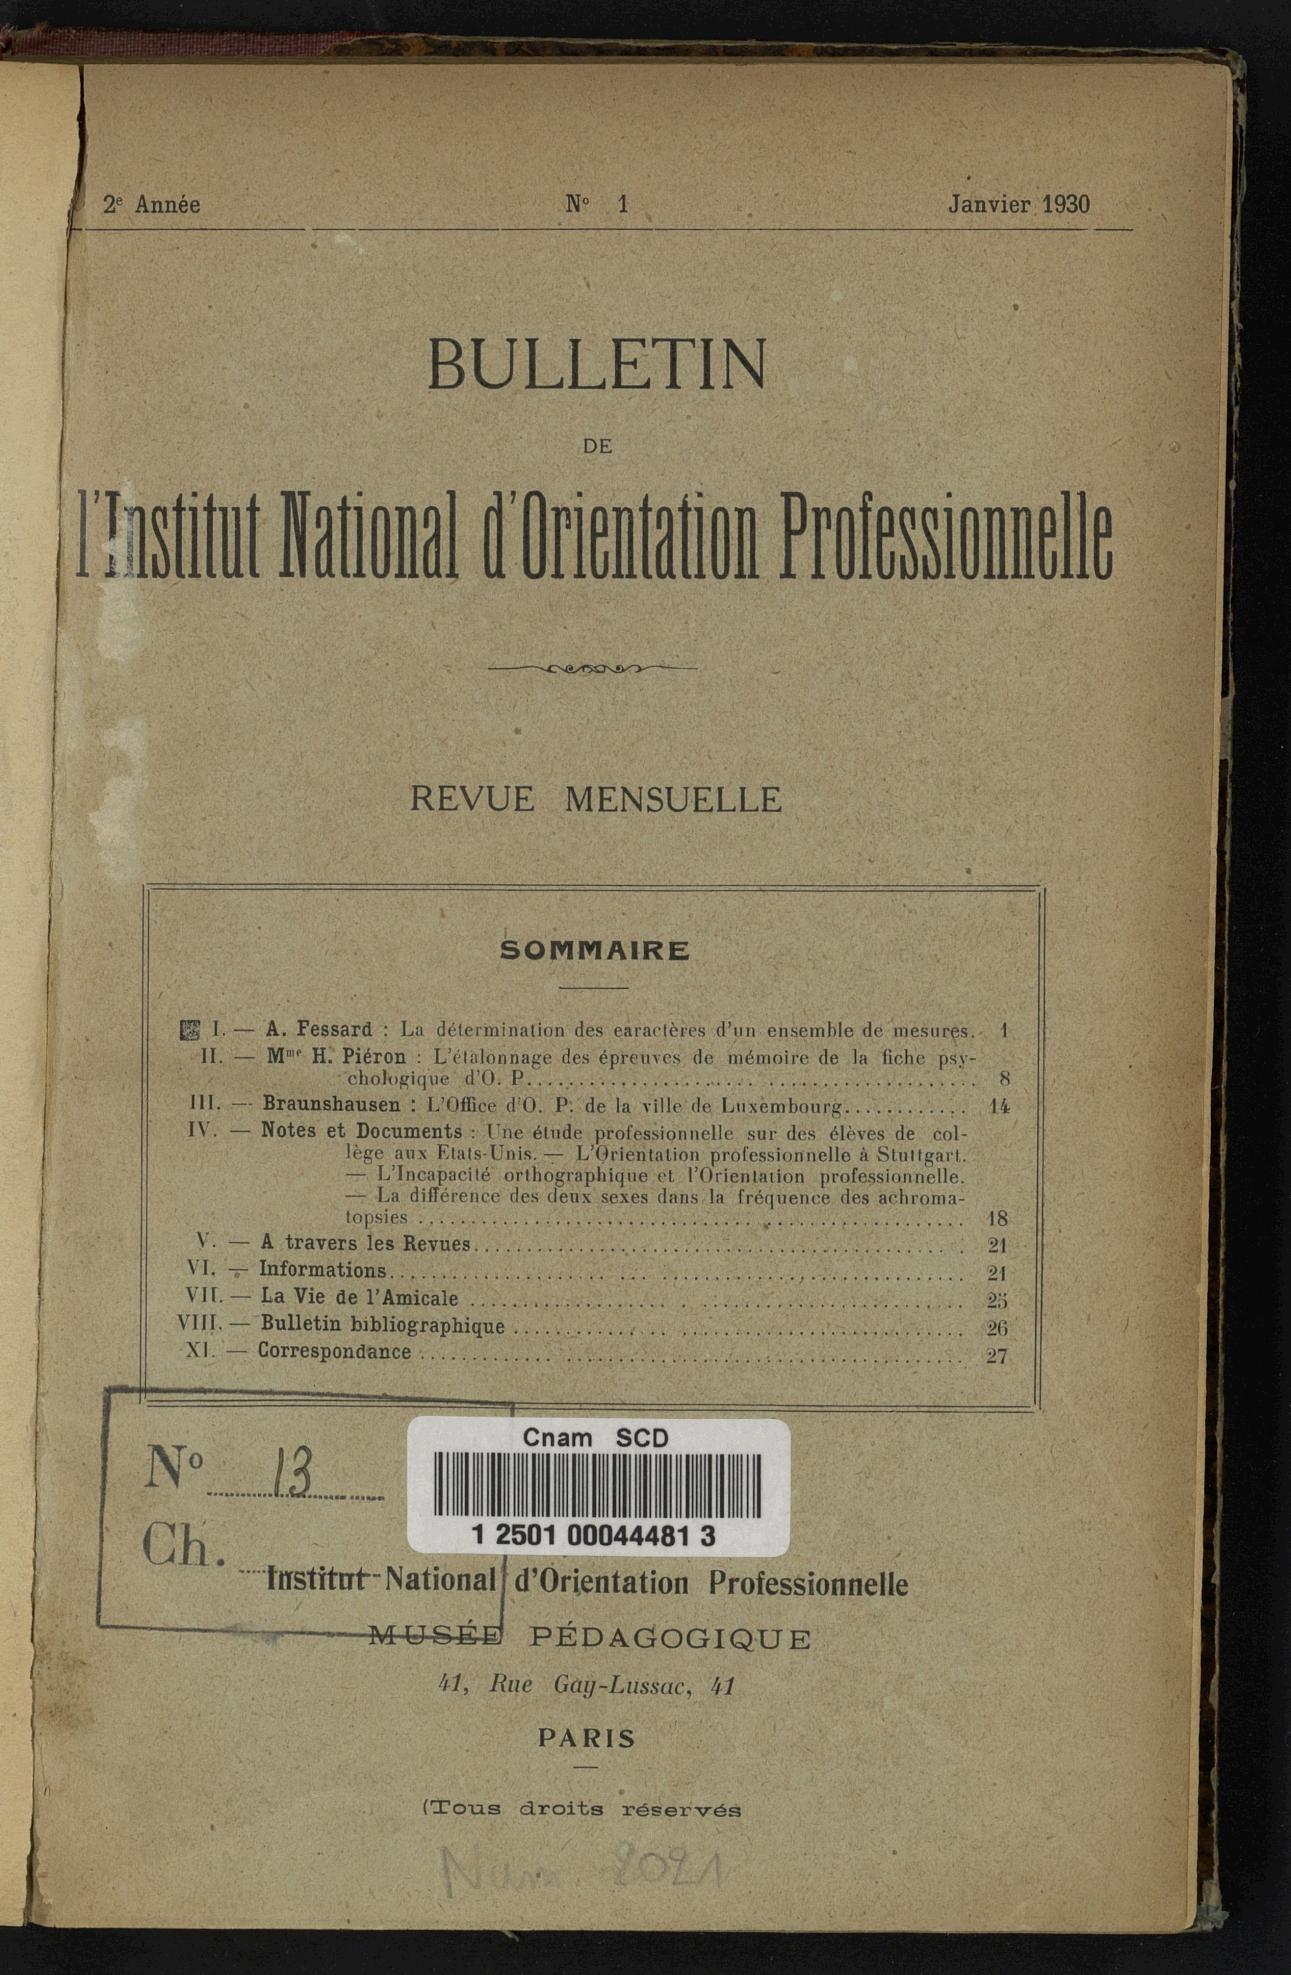 2e Année No 1 Janvier 1930
BULLETIN
DE
l'Institut National d'Orientation Professionnelle
REVUE MENSUELLE
SOMMAIRE
I. — A. Fessard : La détermination des caractères d'un ensemble de mesures. 1
II. — Mme H. Piéron : L'étalonnage des épreuves de mémoire de la fiche psy-
chologique d'O. P. 8
III. — Braunshausen : L'Office d'O. P. de la ville de Luxembourg. 14
IV. — Notes et Documents : Une étude professionnelle sur des élèves de col-
lège aux Etats-Unis. — L'Orientation professionnelle à Stuttgart.
— L'Incapacité orthographique et l'Orientation professionnelle.
— La différence des deux sexes dans la fréquence des achroma-
topsies 18
V. — A travers les Revues. 21
VI. — Informations. 21
VII. — La Vie de l'Amicale 25
VIII. — Bulletin bibliographique 26
XI. — Correspondance 27
Cnam SCD
No 13
1 2501 00044481 3
Ch.
Institut National d'Orientation Professionnelle
MUSÉE PÉDAGOGIQUE
41, Rue Gay-Lussac, 41
PARIS
(Tous droits réservés
Num 2021